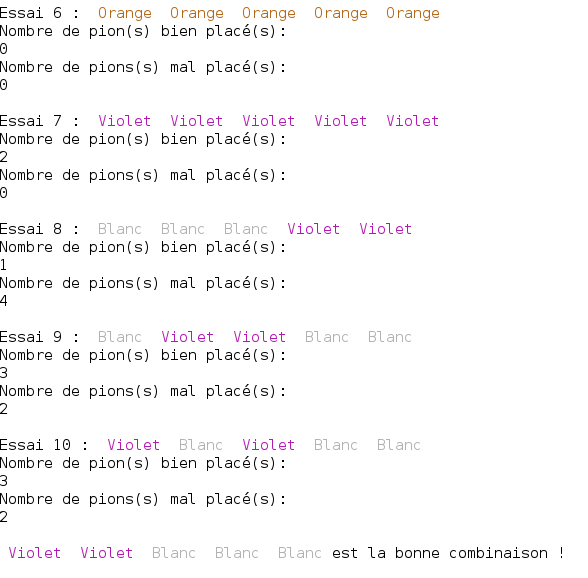 Essai 6 : Orange Orange Orange Orange Orange
Nombre de pion(s) bien placé(s):
0
Nombre de pions(s) mal placé(s):
0
Essai 7 : Violet Violet Violet Violet Violet
Nombre de pion(s) bien placé(s):
2
Nombre de pions(s) mal placé(s):
0
Essai 8 : Blanc Blanc Blanc Violet Violet
Nombre de pion(s) bien placé(s):
1
Nombre de pions(s) mal placé(s):
4
Essai 9 : Blanc Violet Violet Blanc Blanc
Nombre de pion(s) bien placé(s):
3
Nombre de pions(s) mal placé(s):
2
Essai 10 : Violet Blanc Violet Blanc Blanc
Nombre de pion(s) bien placé(s):
3
Nombre de pions(s) mal placé(s):
2
Violet Violet Blanc Blanc Blanc est la bonne combinaison !